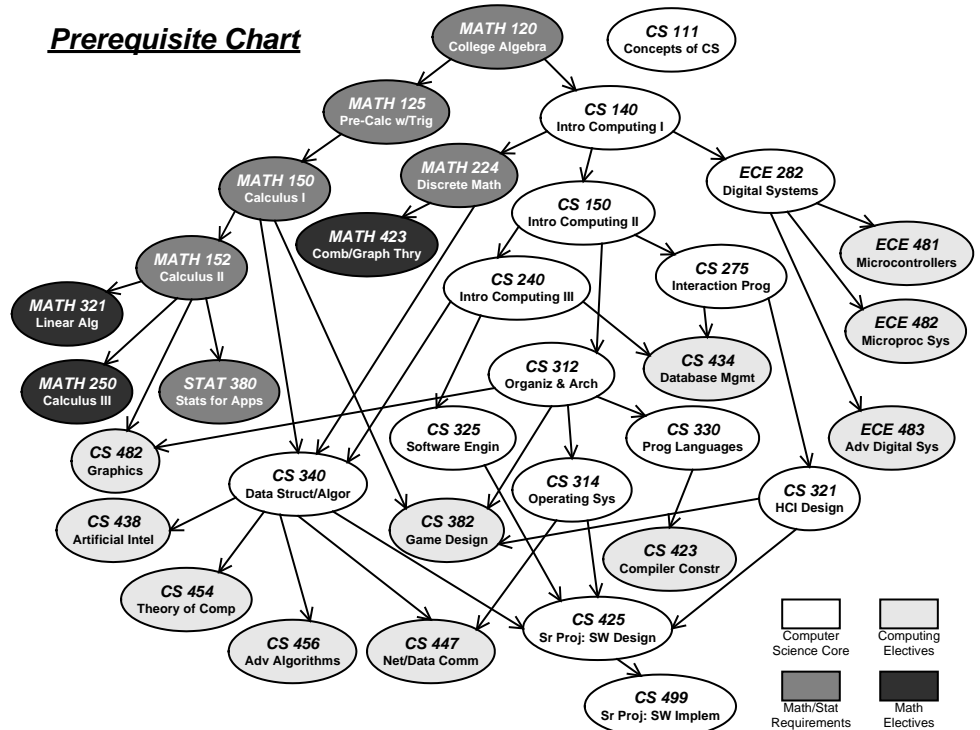 Prerequisite Chart
MATH 120
College Algebra
CS 111
Concepts of CS
MATH 125
Pre-Calc w/Trig
CS 140
Intro Computing I
MATH 150
Calculus I
MATH 224
Discrete Math
ECE 282
Digital Systems
CS 150
Intro Computing II
MATH 423
Comb/Graph Thry
ECE 481
Microcontrollers
MATH 152
Calculus II
CS 240
Intro Computing III
CS 275
Interaction Prog
MATH 321
Linear Alg
ECE 482
Microproc Sys
MATH 250
Calculus III
STAT 380
Stats for Apps
CS 312
Organiz & Arch
CS 434
Database Mgmt
CS 482
Graphics
CS 325
Software Engin
CS 330
Prog Languages
ECE 483
Adv Digital Sys
CS 340
Data Struct/Algor
CS 314
Operating Sys
CS 321
HCI Design
CS 438
Artificial Intel
CS 382
Game Design
CS 423
Compiler Constr
CS 454
Theory of Comp
CS 456
Adv Algorithms
CS 447
Net/Data Comm
CS 425
Sr Proj: SW Design
CS 499
Sr Proj: SW Implem
Computer
Science Core
Computing
Electives
Math/Stat
Requirements
Math
Electives